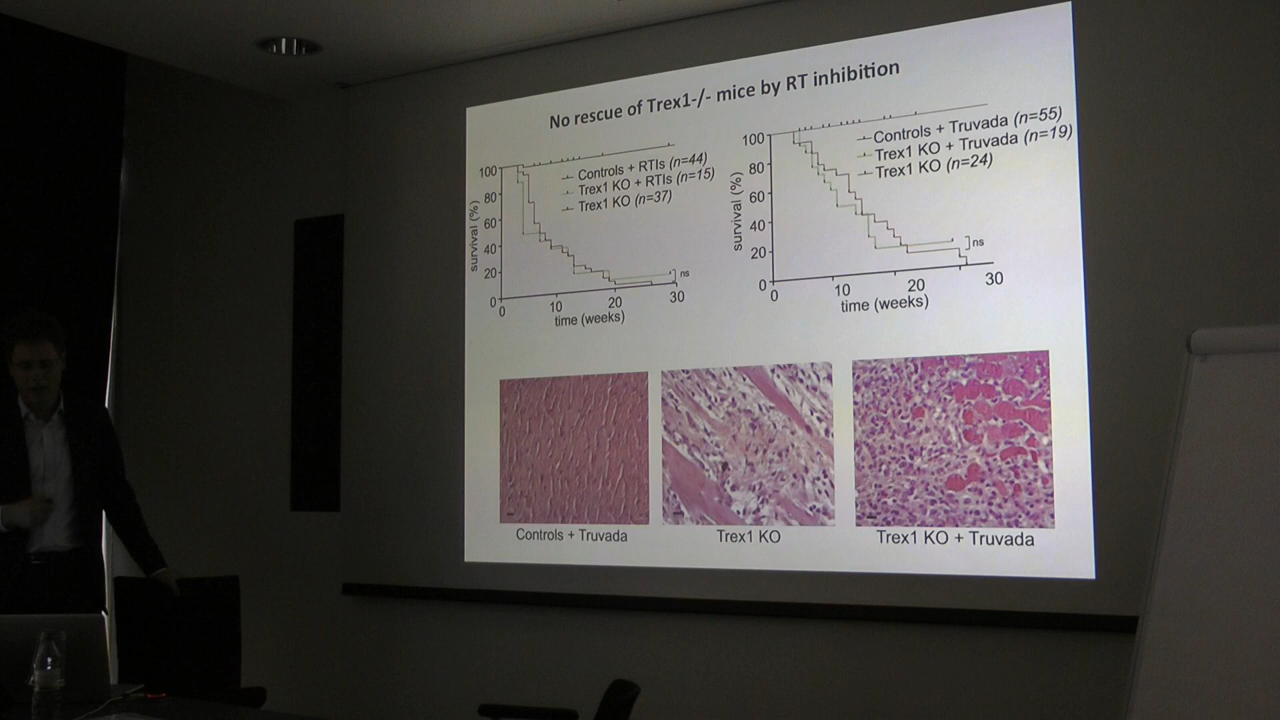 No rescue of Trex1-/- mice by RT inhibition
100
80
60
40
20
0
survival (%)
Controls + RTIs (n=44)
Trex1 KO + RTIs (n=15)
Trex1 KO (n=37)
ns
0
10
20
30
time (weeks)
100
80
60
40
20
0
survival (%)
Controls + Truvada (n=55)
Trex1 KO + Truvada (n=19)
Trex1 KO (n=24)
ns
0
10
20
30
time (weeks)
Controls + Truvada
Trex1 KO
Trex1 KO + Truvada